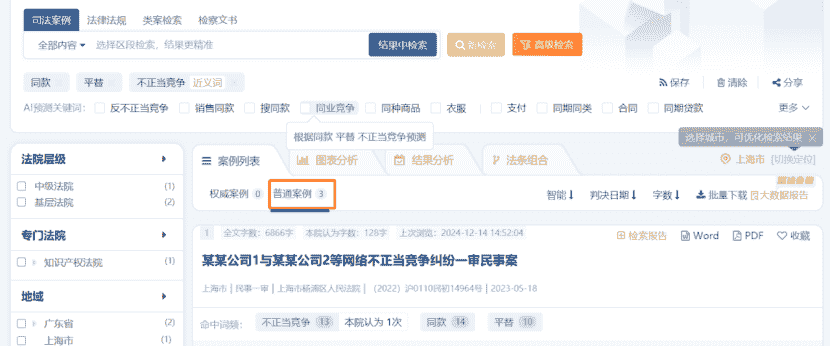 司法案例 法律法规 类案检索 检察文书
全部内容 选择区段检索，结果更精准 结果中检索 新检索 高级检索
同款 平替 不正当竞争 近义词 保存 清除 分享
AI预测关键词： 反不正当竞争 销售同款 搜同款 同业竞争 同种商品 衣服 支付 同期同类 合同 同期贷款 更多
根据同款 平替 不正当竞争预测
选择城市，可优化检索结果
法院层级 案例列表 图表分析 结果分析 法条组合 上海市 [切换定位]
中级法院 (1)
基层法院 (2)
权威案例 0 普通案例 3 智能 判决日期 字数 批量下载 大数据报告
专门法院
知识产权法院 (1)
1 全文字数：6866字 本院认为字数：128字 上次浏览：2024-12-14 14:52:04 检索报告 Word PDF 收藏
某某公司1与某某公司2等网络不正当竞争纠纷一审民事案
上海市 | 民事一审 | 上海市杨浦区人民法院 | （2022）沪0110民初14964号 | 2023-05-18
地域
广东省 (2)
上海市 (1)
命中词频： 不正当竞争 13 本院认为 1次 同款 14 平替 10